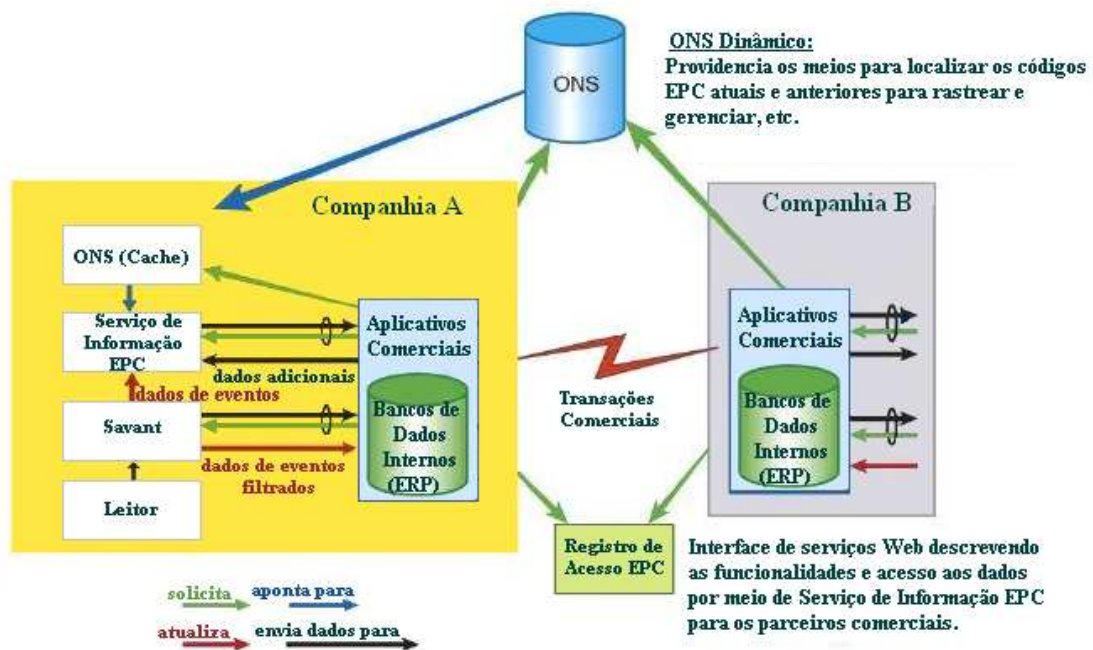 ONS
ONS Dinâmico:
Providencia os meios para localizar os códigos
EPC atuais e anteriores para rastrear e
gerenciar, etc.
Companhia A
ONS (Cache)
Serviço de
Informação
EPC
dados adicionais
dados de eventos
Savant
dados de eventos
filtrados
Leitor
Aplicativos
Comerciais
Bancos de
Dados
Internos
(ERP)
Transações
Comerciais
Companhia B
Aplicativos
Comerciais
Bancos de
Dados
Internos
(ERP)
Registro de
Acesso EPC
Interface de serviços Web descrevendo
as funcionalidades e acesso aos dados
por meio de Serviço de Informação EPC
para os parceiros comerciais.
solicita
aponta para
atualiza
envia dados para